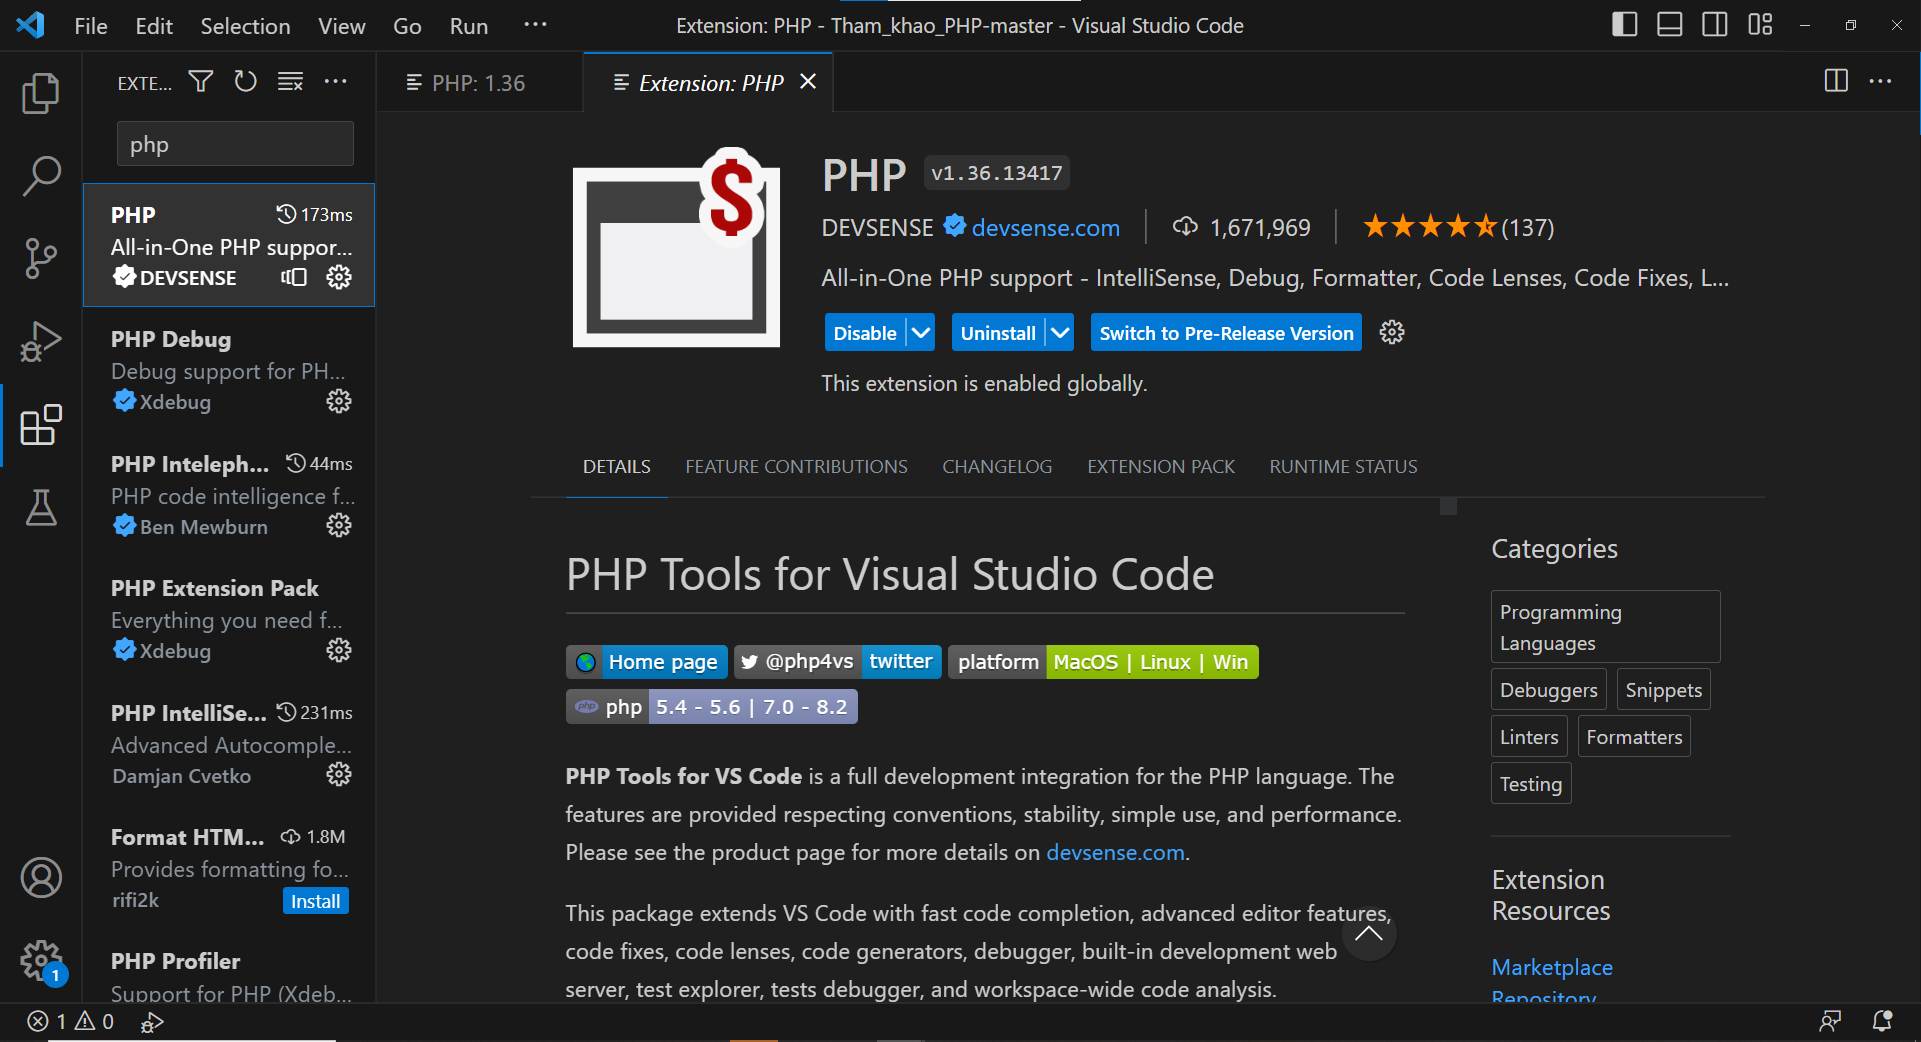 File Edit Selection View Go Run ···
Extension: PHP - Tham_khao_PHP-master - Visual Studio Code
EXTE...
php
PHP 173ms
All-in-One PHP suppor...
DEVSENSE
PHP Debug
Debug support for PH...
Xdebug
PHP Inteleph... 44ms
PHP code intelligence f...
Ben Mewburn
PHP Extension Pack
Everything you need f...
Xdebug
PHP IntelliSe... 231ms
Advanced Autocomple...
Damjan Cvetko
Format HTM... 1.8M
Provides formatting fo...
rifi2k Install
PHP Profiler
Support for PHP (Xdeb...
1
PHP: 1.36
Extension: PHP
$
PHP v1.36.13417
DEVSENSE devsense.com 1,671,969 (137)
All-in-One PHP support - IntelliSense, Debug, Formatter, Code Lenses, Code Fixes, L...
Disable Uninstall Switch to Pre-Release Version
This extension is enabled globally.
DETAILS FEATURE CONTRIBUTIONS CHANGELOG EXTENSION PACK RUNTIME STATUS
PHP Tools for Visual Studio Code
Home page @php4vs twitter platform MacOS | Linux | Win
php php 5.4 - 5.6 | 7.0 - 8.2
PHP Tools for VS Code is a full development integration for the PHP language. The
features are provided respecting conventions, stability, simple use, and performance.
Please see the product page for more details on devsense.com.
This package extends VS Code with fast code completion, advanced editor features,
code fixes, code lenses, code generators, debugger, built-in development web
server, test explorer, tests debugger, and workspace-wide code analysis.
Categories
Programming
Languages
Debuggers Snippets
Linters Formatters
Testing
Extension
Resources
Marketplace
Repository
1 0